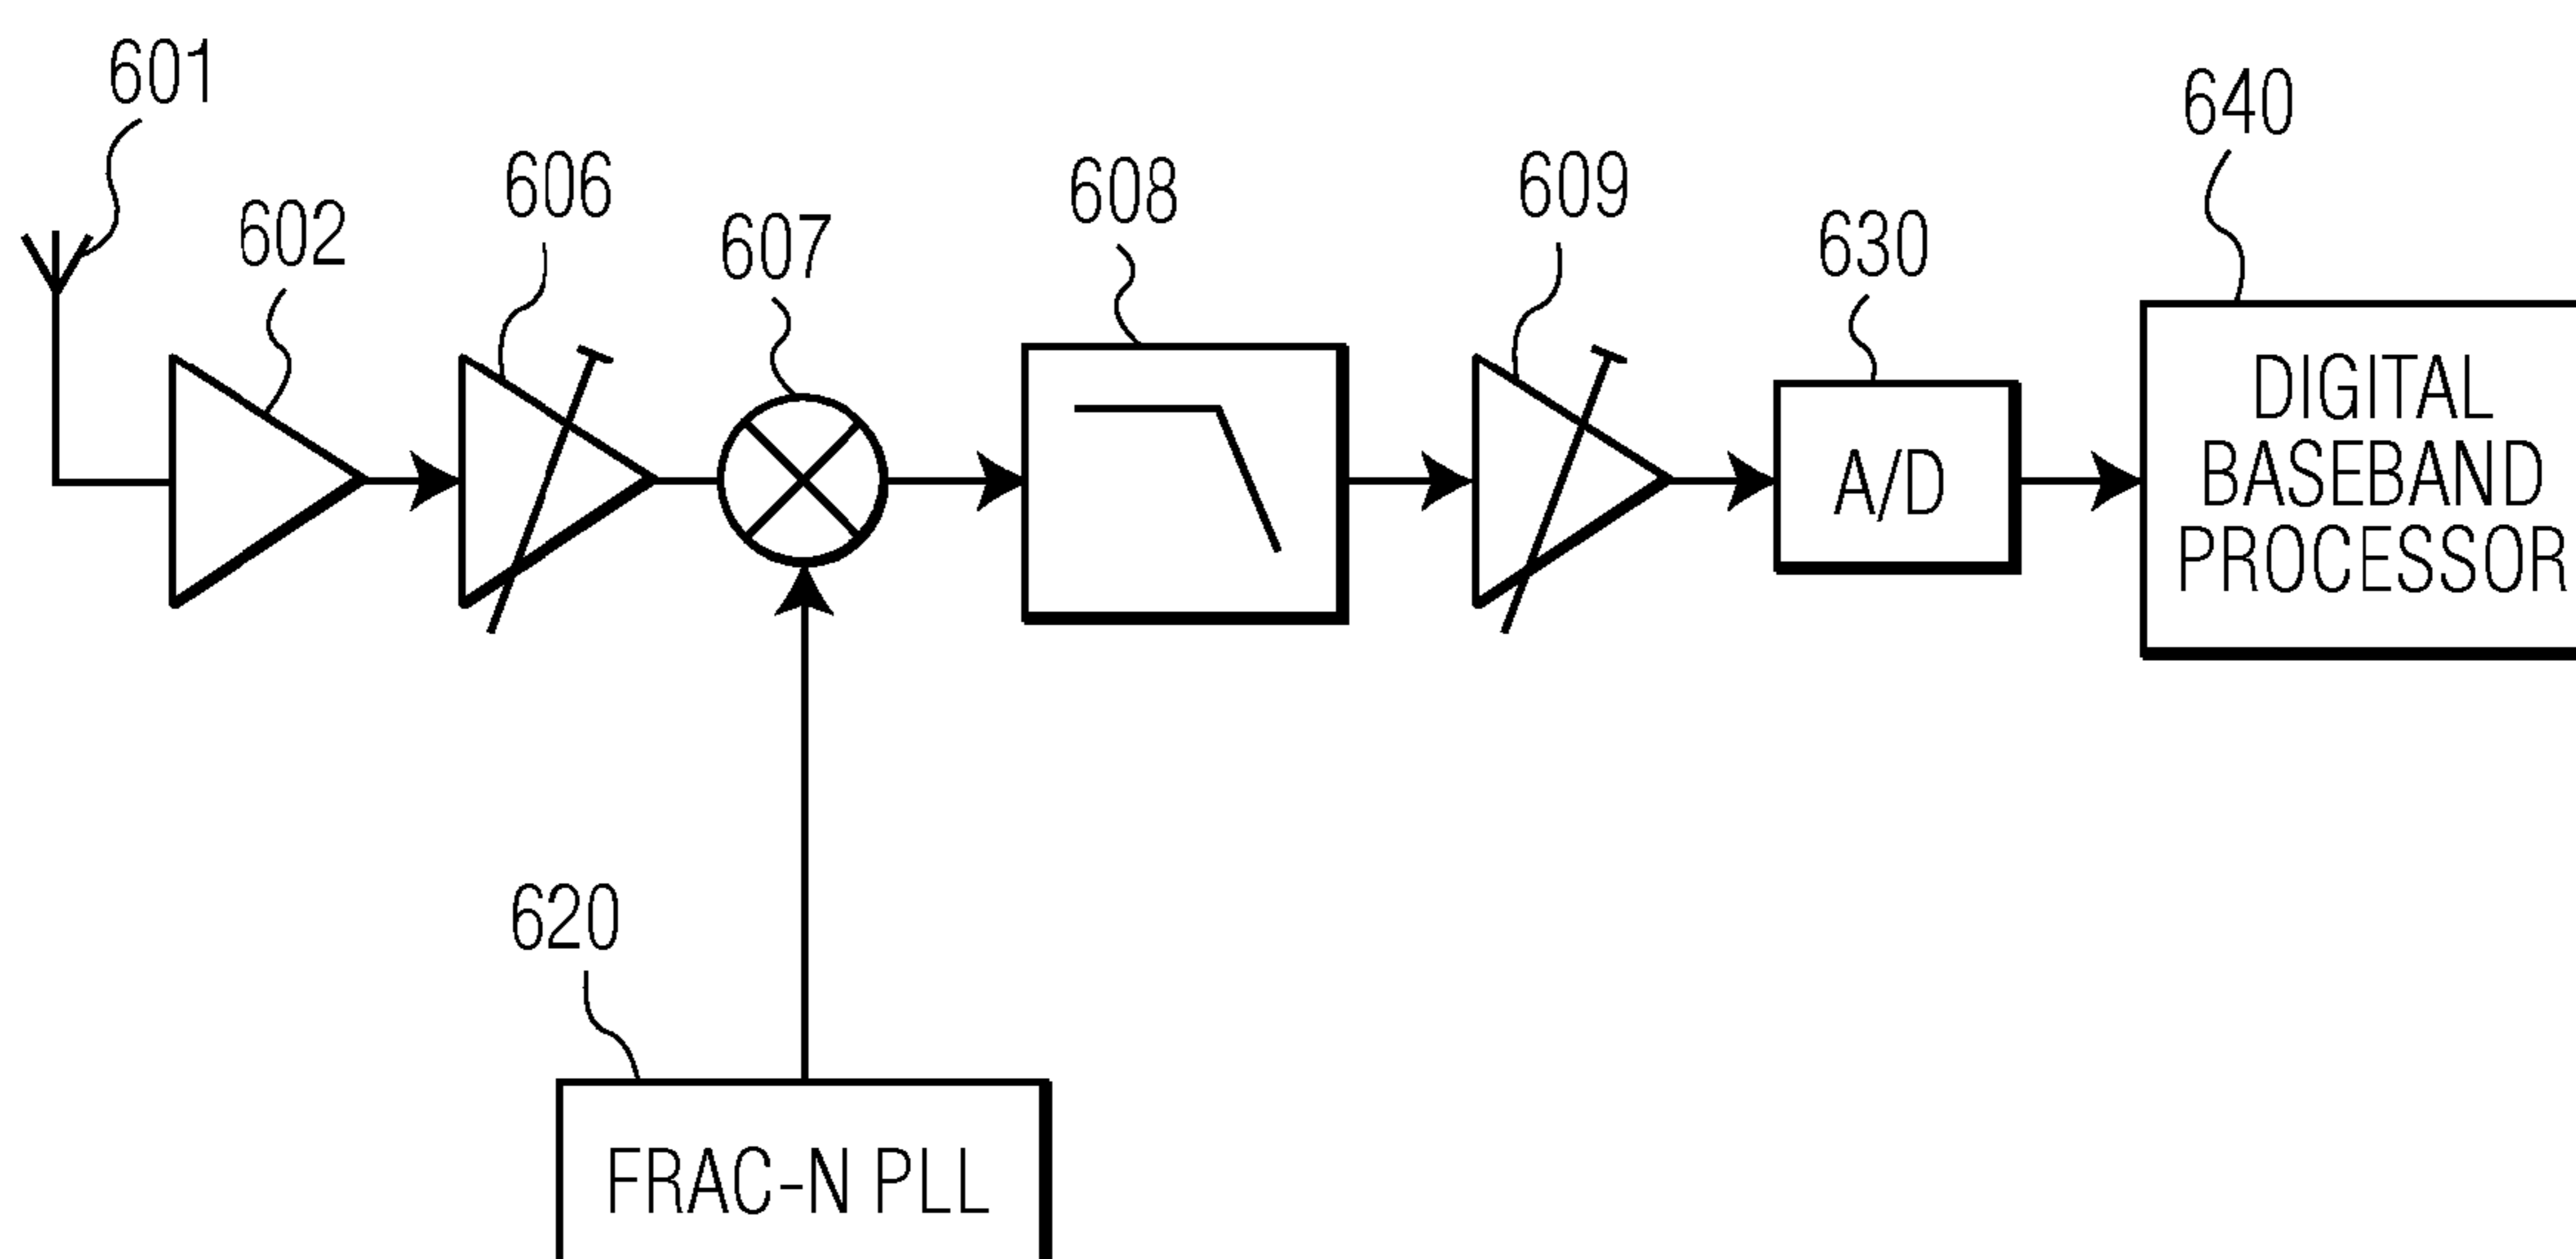 601
602
606
607
608
609
630
640
A/D
DIGITAL
BASEBAND
PROCESSOR
620
FRAC-N PLL